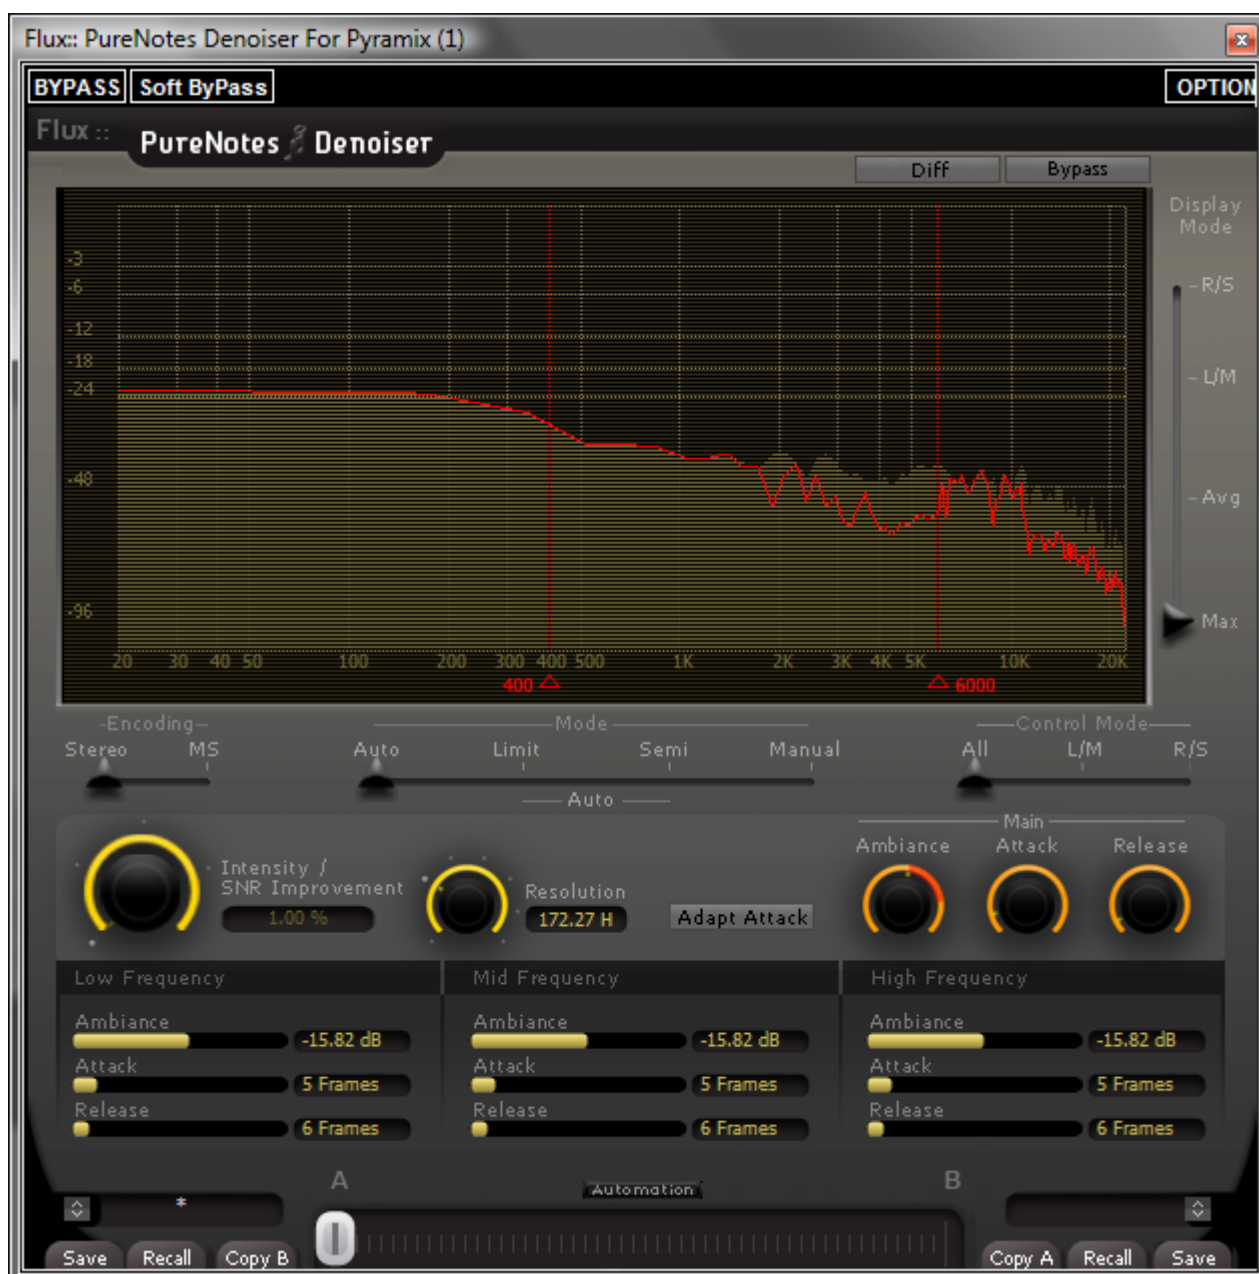 Flux:: PureNotes Denoiser For Pyramix (1)
BYPASS Soft ByPass OPTION
Flux :: PureNotes Denoiser
Diff Bypass
Display
Mode
-3
-6
-12
-18
-24
-48
-96
- R/S
- L/M
- Avg
- Max
20 30 40 50 100 200 300 400 500 1K 2K 3K 4K 5K 10K 20K
400 6000
Encoding Mode Control Mode
Stereo MS Auto Limit Semi Manual All L/M R/S
Auto
Main
Ambiance Attack Release
Intensity /
SNR Improvement
1.00 %
Resolution
172.27 H
Adapt Attack
Low Frequency Mid Frequency High Frequency
Ambiance Ambiance Ambiance
-15.82 dB -15.82 dB -15.82 dB
Attack Attack Attack
5 Frames 5 Frames 5 Frames
Release Release Release
6 Frames 6 Frames 6 Frames
A Automation B
*
Save Recall Copy B Copy A Recall Save